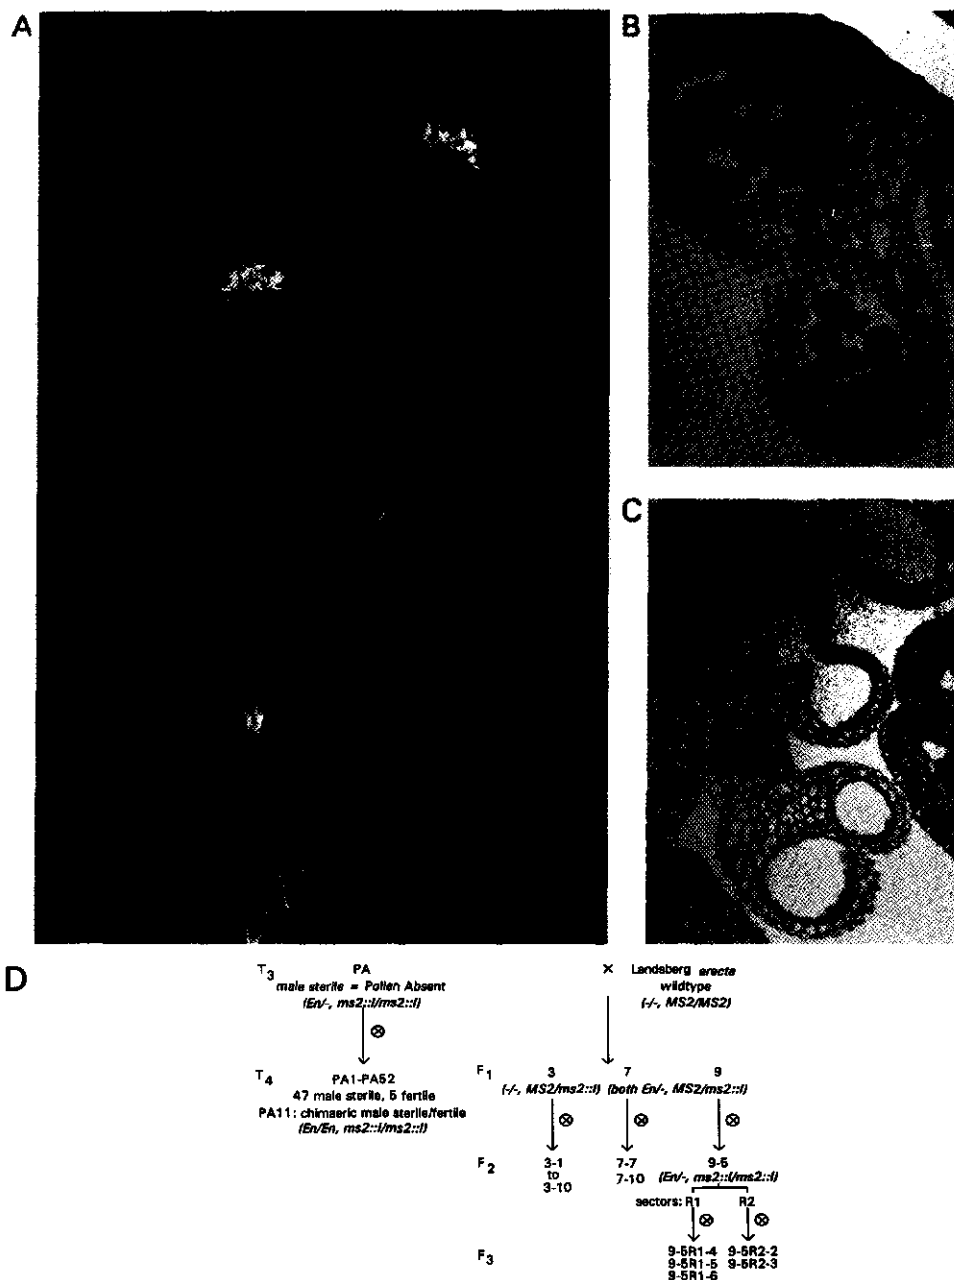 A
B
C
D
T3 PA × Landsberg erecta
male sterile = Pollen Absent wildtype
(En/-, ms2::I/ms2::I) (-/-, MS2/MS2)
⊗
T4 PA1-PA52 F1 3 7 9
47 male sterile, 5 fertile (-/-, MS2/ms2::I) (both En/-, MS2/ms2::I)
PA11: chimaeric male sterile/fertile
(En/En, ms2::I/ms2::I)
⊗ ⊗ ⊗
F2 3-1 7-7 9-5
to 7-10 (En/-, ms2::I/ms2::I)
3-10
sectors: R1 R2
⊗ ⊗
F3 9-5R1-4 9-5R2-2
9-5R1-5 9-5R2-3
9-5R1-6